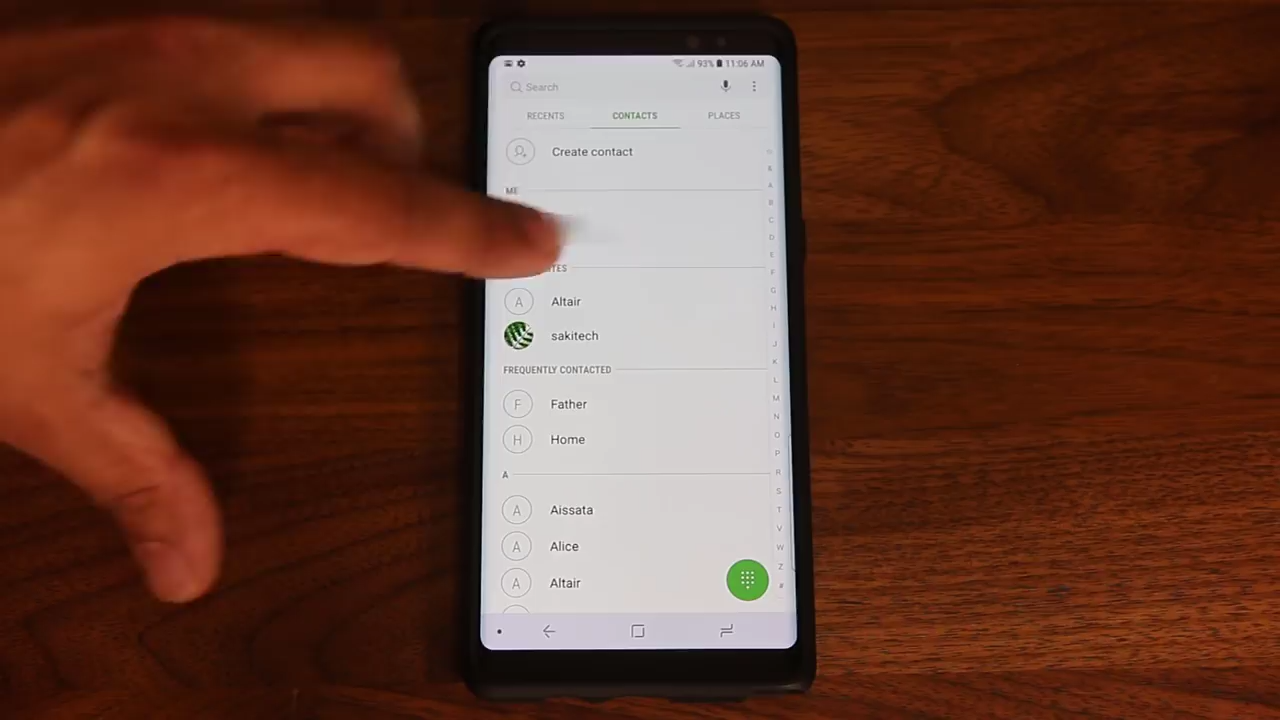 93% 11:06 AM
Search
RECENTS CONTACTS PLACES
Create contact
ME
A Altair
sakitech
FREQUENTLY CONTACTED
F Father
H Home
A
A Aissata
A Alice
A Altair
&
A
B
C
D
E
F
G
H
I
J
K
L
M
N
O
P
R
S
T
V
W
Z
#